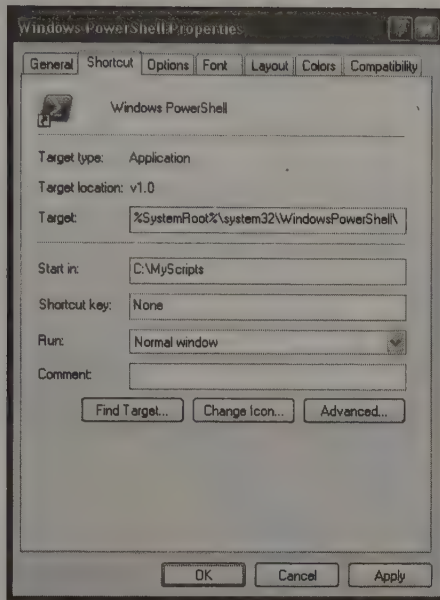 Windows PowerShell Properties
General Shortcut Options Font Layout Colors Compatibility
Windows PowerShell
Target type: Application
Target location: v1.0
Target: %SystemRoot%\system32\WindowsPowerShell\
Start in: C:\MyScripts
Shortcut key: None
Run: Normal window
Comment:
Find Target... Change Icon... Advanced...
OK Cancel Apply